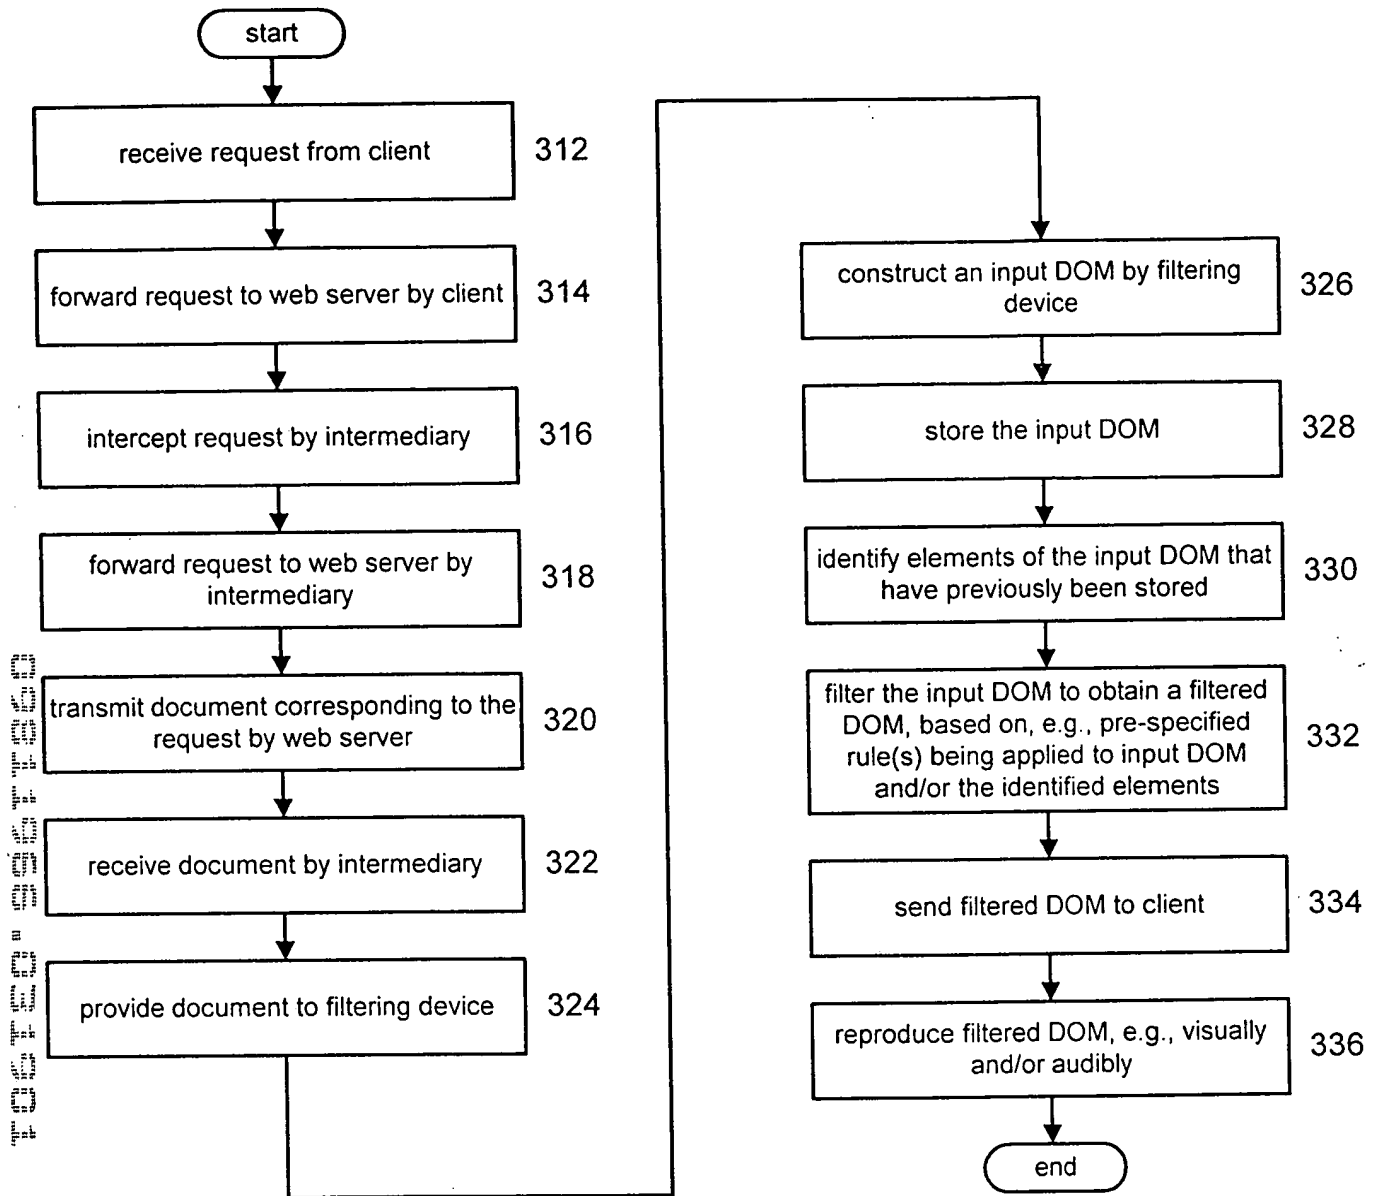 start
receive request from client
312
forward request to web server by client
314
intercept request by intermediary
316
forward request to web server by
intermediary
318
transmit document corresponding to the
request by web server
320
receive document by intermediary
322
provide document to filtering device
324
construct an input DOM by filtering
device
326
store the input DOM
328
identify elements of the input DOM that
have previously been stored
330
filter the input DOM to obtain a filtered
DOM, based on, e.g., pre-specified
rule(s) being applied to input DOM
and/or the identified elements
332
send filtered DOM to client
334
reproduce filtered DOM, e.g., visually
and/or audibly
336
end